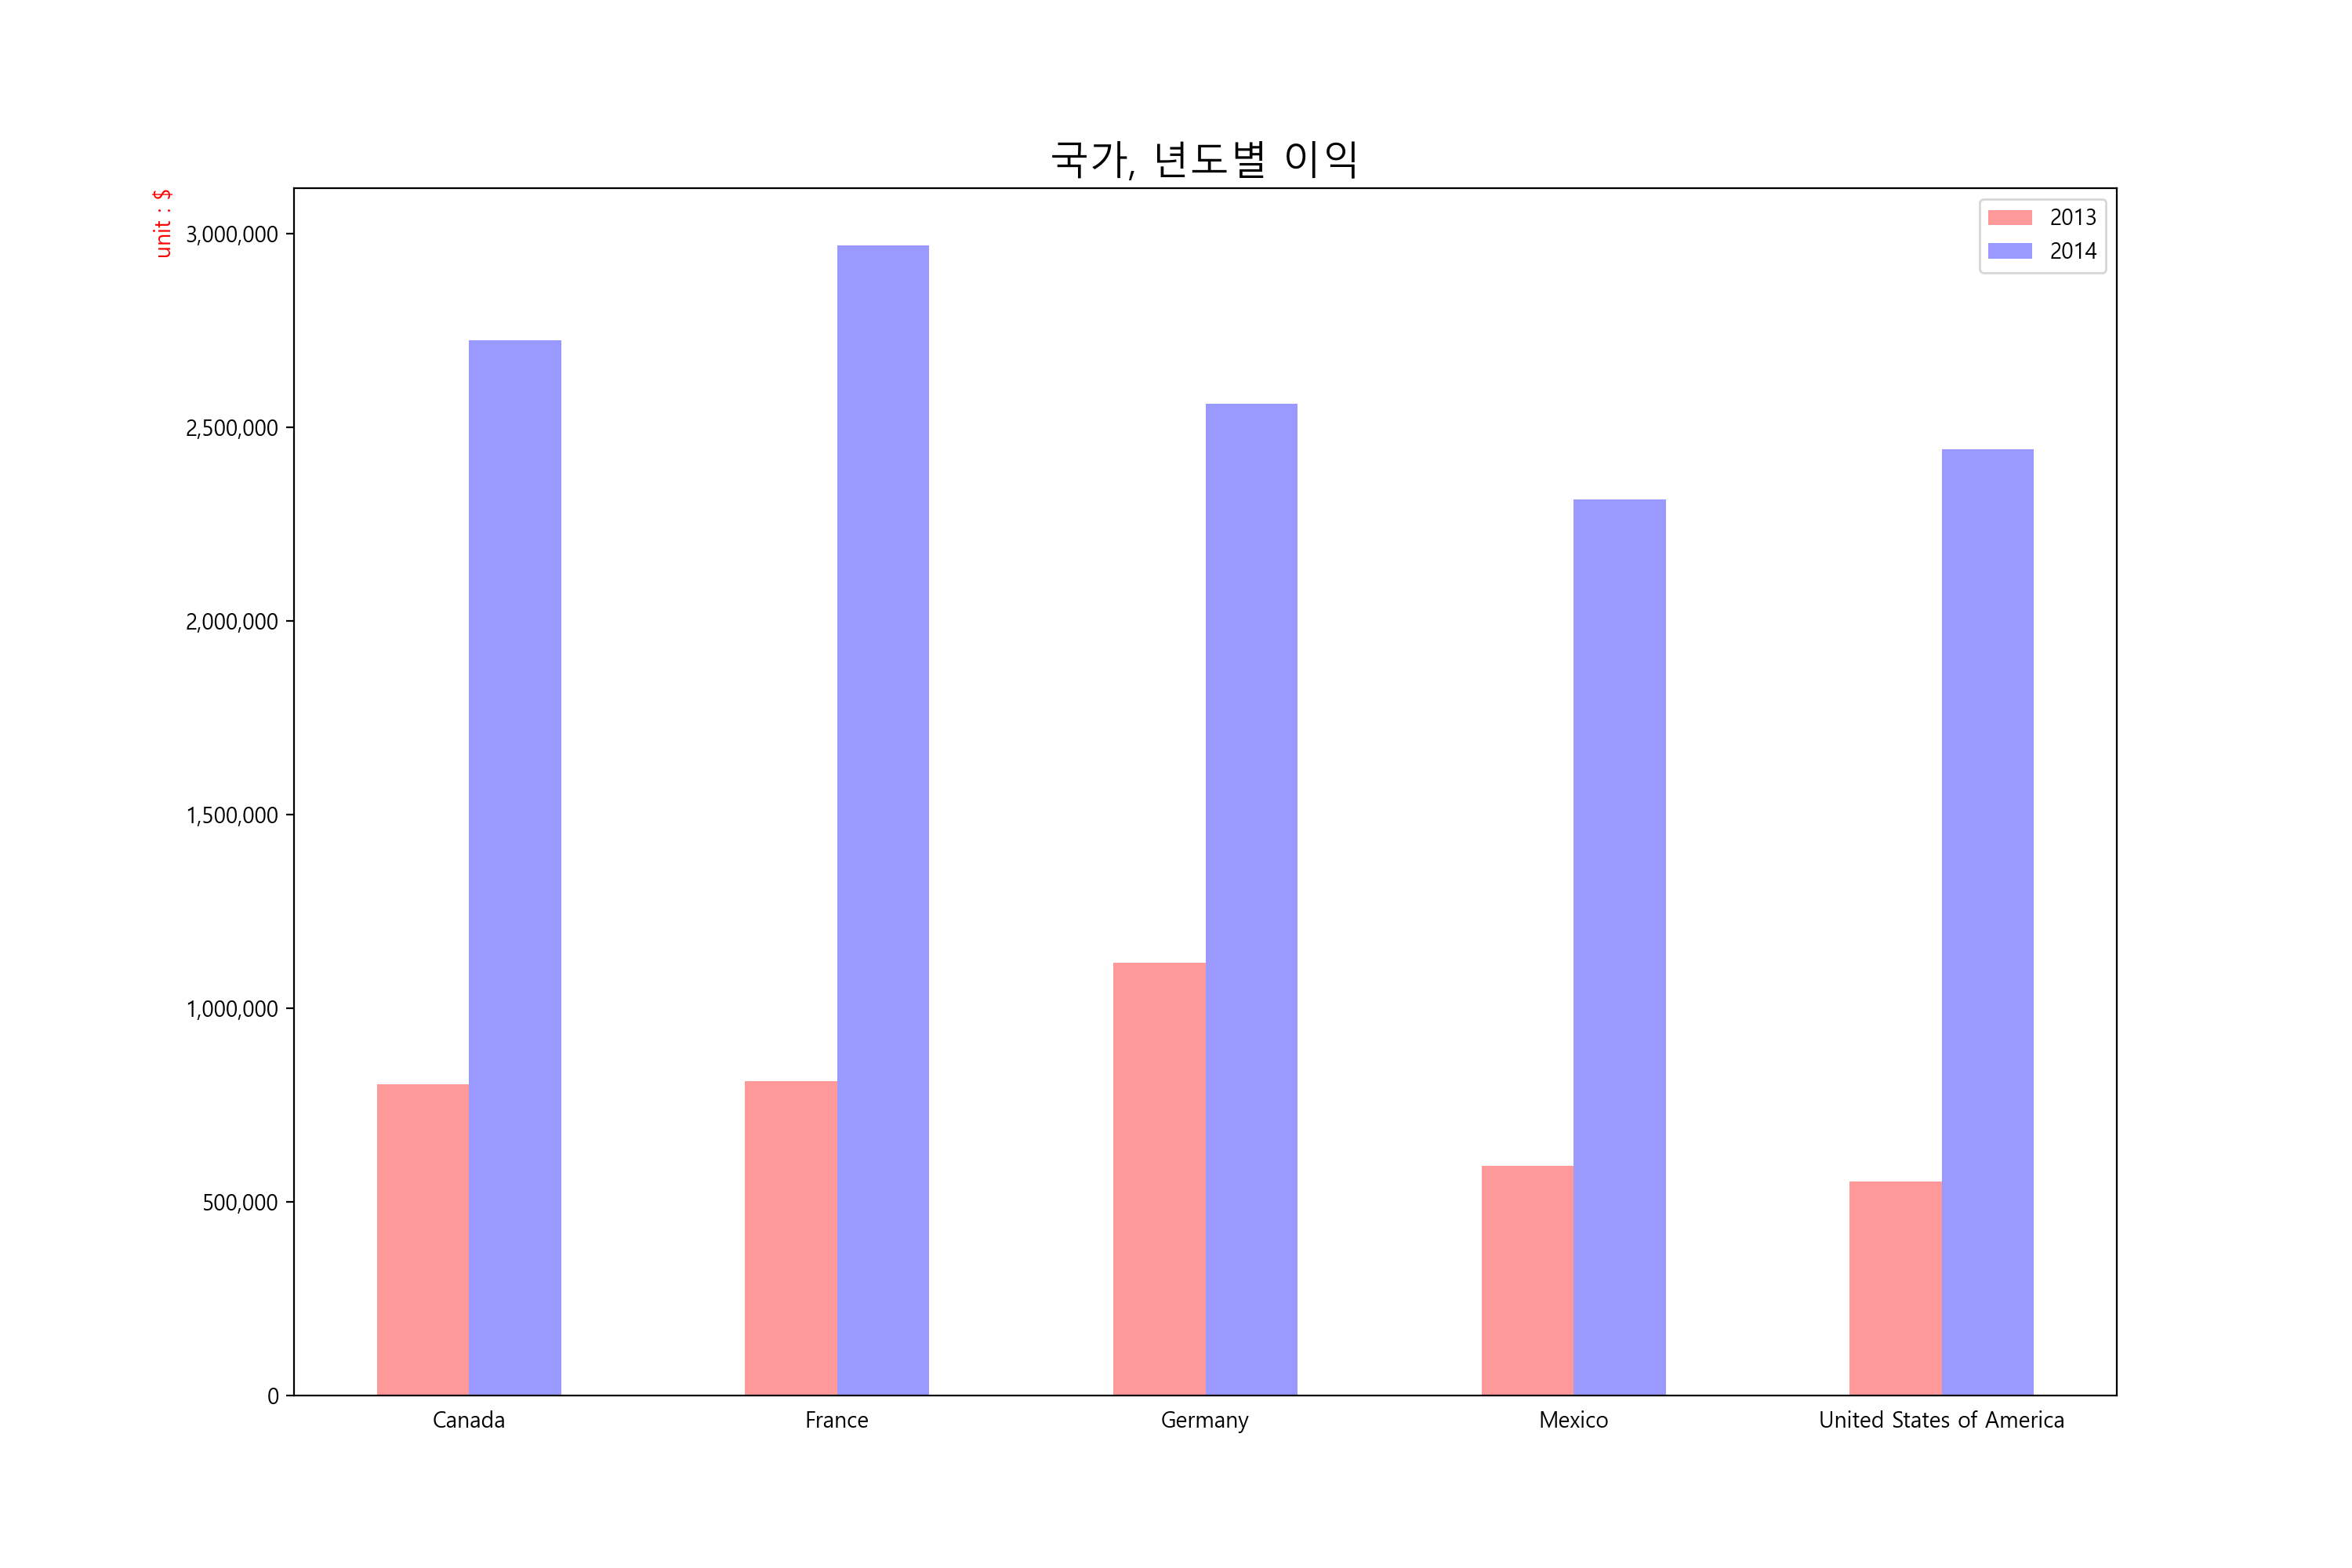 국가, 년도별 이익
unit : $
3,000,000
2,500,000
2,000,000
1,500,000
1,000,000
500,000
0
2013
2014
Canada
France
Germany
Mexico
United States of America